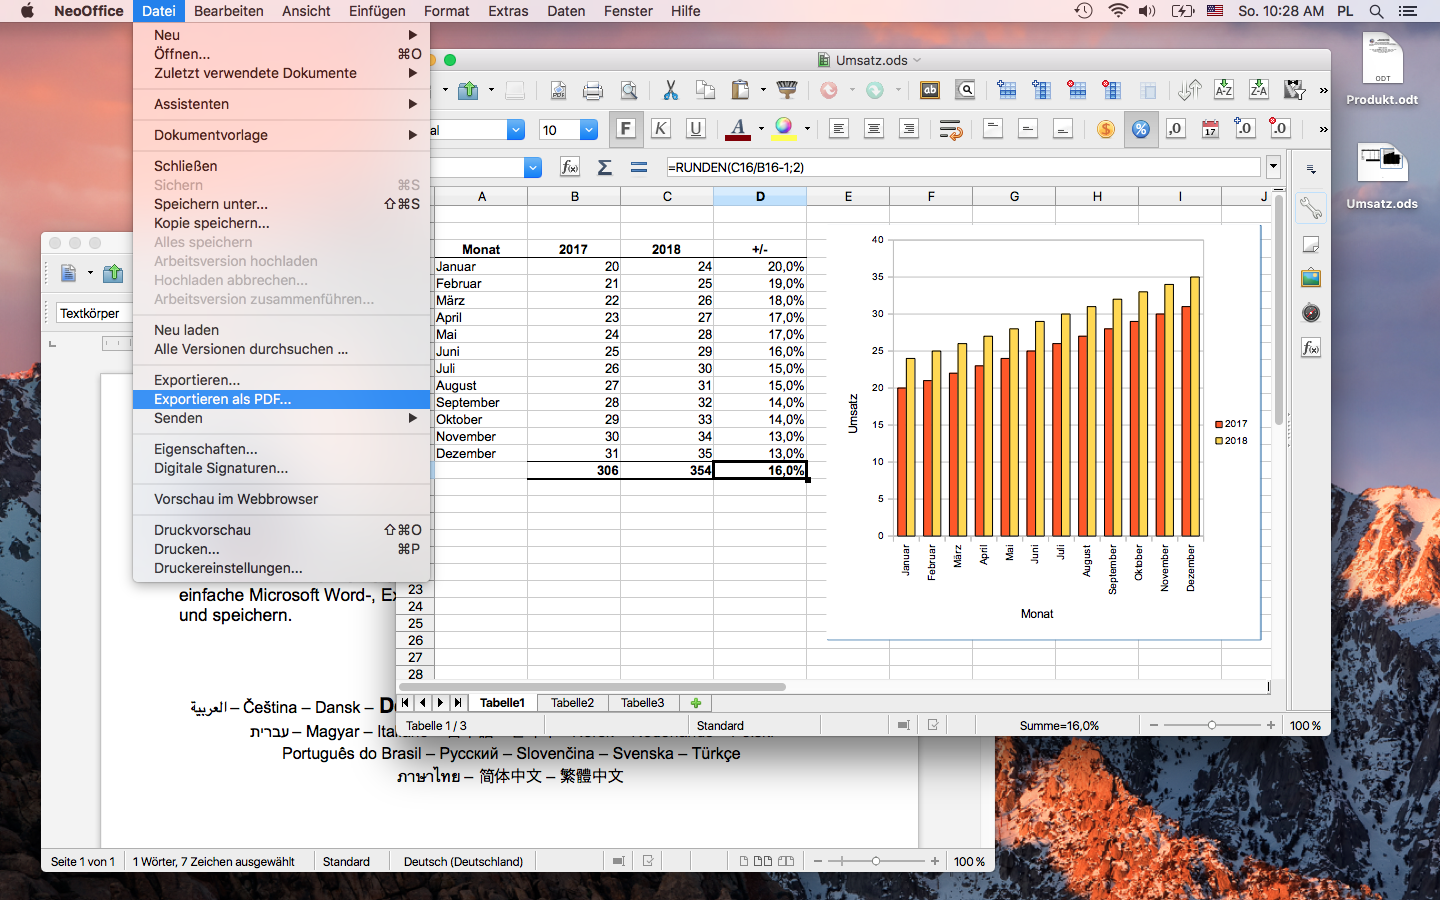 NeoOffice Datei Bearbeiten Ansicht Einfügen Format Extras Daten Fenster Hilfe So. 10:28 AM PL
Neu
Öffnen... ⌘O
Zuletzt verwendete Dokumente
Assistenten
Dokumentvorlage
Schließen
Sichern ⌘S
Speichern unter... ⇧⌘S
Kopie speichern...
Alles speichern
Arbeitsversion hochladen
Hochladen abbrechen...
Arbeitsversion zusammenführen...
Neu laden
Alle Versionen durchsuchen ...
Exportieren...
Exportieren als PDF...
Senden
Eigenschaften...
Digitale Signaturen...
Vorschau im Webbrowser
Druckvorschau ⇧⌘O
Drucken... ⌘P
Druckereinstellungen...
Umsatz.ods
al 10 F K U
=RUNDEN(C16/B16-1;2)
A B C D E F G H I J
Monat 2017 2018 +/-
Januar 20 24 20,0%
Februar 21 25 19,0%
März 22 26 18,0%
April 23 27 17,0%
Mai 24 28 17,0%
Juni 25 29 16,0%
Juli 26 30 15,0%
August 27 31 15,0%
September 28 32 14,0%
Oktober 29 33 14,0%
November 30 34 13,0%
Dezember 31 35 13,0%
306 354 16,0%
23
24
25
26
27
28
40
35
30
25
20
15
10
5
0
Umsatz
Januar Februar März April Mai Juni Juli August September Oktober November Dezember
Monat
2017
2018
Tabelle1 Tabelle2 Tabelle3
Tabelle 1 / 3 Standard Summe=16,0% 100 %
ODT
Produkt.odt
Umsatz.ods
Textkörper
einfache Microsoft Word-, Ex
und speichern.
العربية – Čeština – Dansk – D
עברית – Magyar – Italiano
Português do Brasil – Русский – Slovenčina – Svenska – Türkçe
ภาษาไทย – 简体中文 – 繁體中文
Seite 1 von 1 1 Wörter, 7 Zeichen ausgewählt Standard Deutsch (Deutschland) 100 %